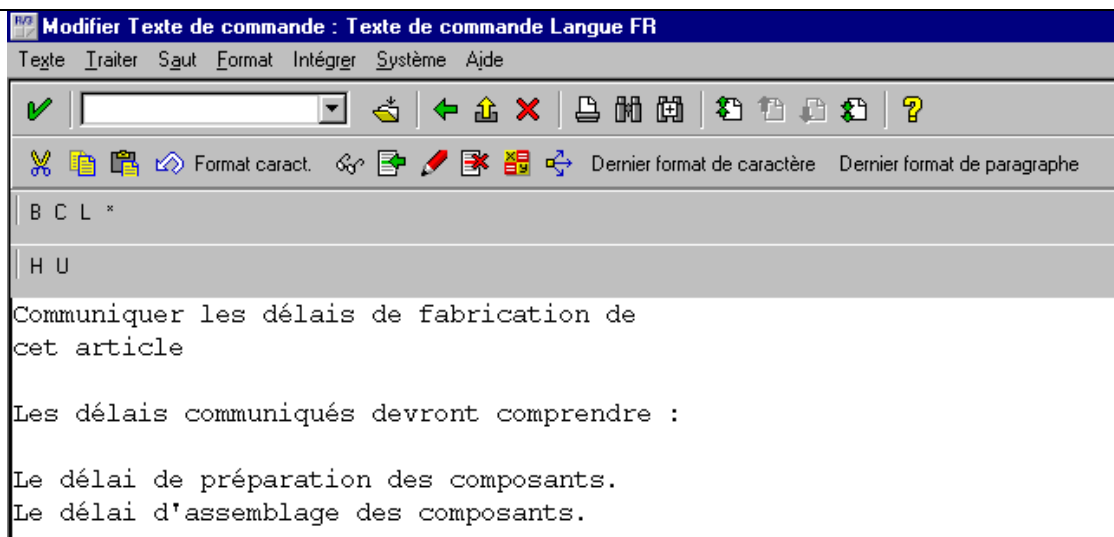 Modifier Texte de commande : Texte de commande Langue FR
Texte Traiter Saut Format Intégrer Système Aide
Format caract. Dernier format de caractère Dernier format de paragraphe
B C L *
H U
Communiquer les délais de fabrication de
cet article
Les délais communiqués devront comprendre :
Le délai de préparation des composants.
Le délai d'assemblage des composants.